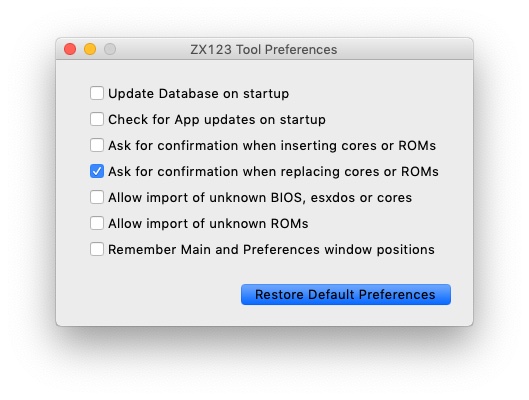 ZX123 Tool Preferences
Update Database on startup
Check for App updates on startup
Ask for confirmation when inserting cores or ROMs
Ask for confirmation when replacing cores or ROMs
Allow import of unknown BIOS, esxdos or cores
Allow import of unknown ROMs
Remember Main and Preferences window positions
Restore Default Preferences